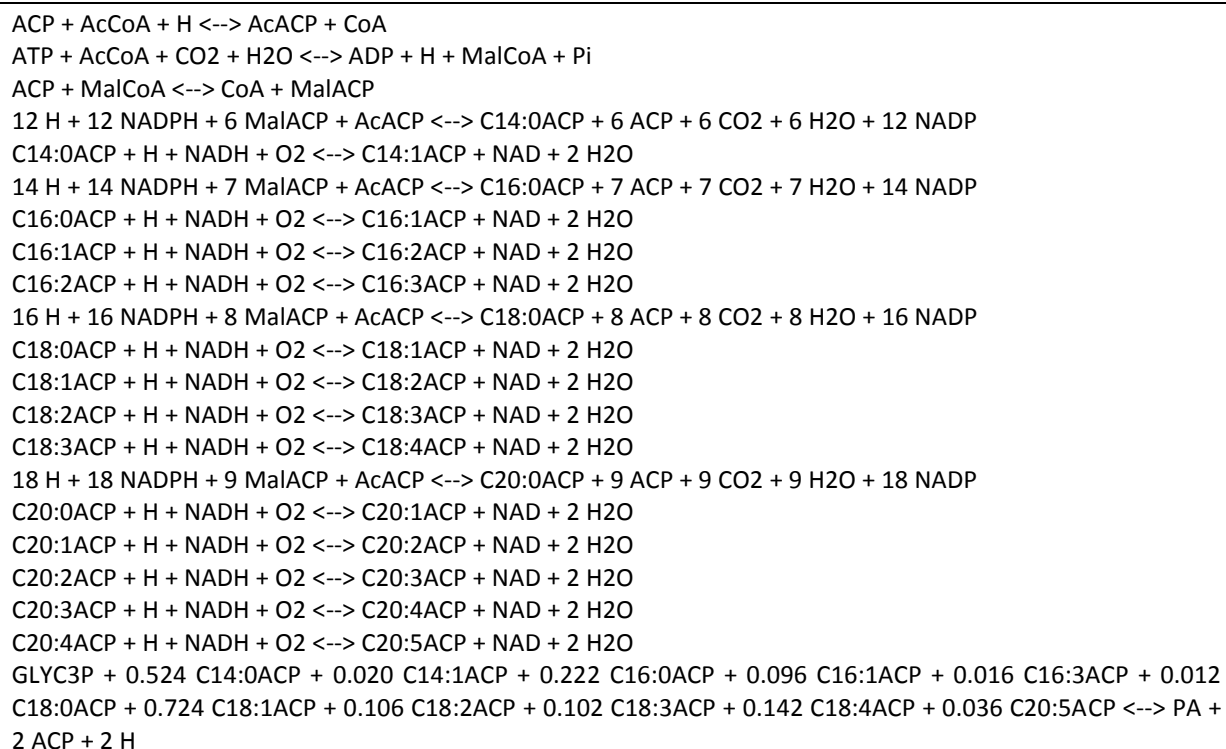 ACP + AcCoA + H <--> AcACP + CoA
ATP + AcCoA + CO2 + H2O <--> ADP + H + MalCoA + Pi
ACP + MalCoA <--> CoA + MalACP
12 H + 12 NADPH + 6 MalACP + AcACP <--> C14:0ACP + 6 ACP + 6 CO2 + 6 H2O + 12 NADP
C14:0ACP + H + NADH + O2 <--> C14:1ACP + NAD + 2 H2O
14 H + 14 NADPH + 7 MalACP + AcACP <--> C16:0ACP + 7 ACP + 7 CO2 + 7 H2O + 14 NADP
C16:0ACP + H + NADH + O2 <--> C16:1ACP + NAD + 2 H2O
C16:1ACP + H + NADH + O2 <--> C16:2ACP + NAD + 2 H2O
C16:2ACP + H + NADH + O2 <--> C16:3ACP + NAD + 2 H2O
16 H + 16 NADPH + 8 MalACP + AcACP <--> C18:0ACP + 8 ACP + 8 CO2 + 8 H2O + 16 NADP
C18:0ACP + H + NADH + O2 <--> C18:1ACP + NAD + 2 H2O
C18:1ACP + H + NADH + O2 <--> C18:2ACP + NAD + 2 H2O
C18:2ACP + H + NADH + O2 <--> C18:3ACP + NAD + 2 H2O
C18:3ACP + H + NADH + O2 <--> C18:4ACP + NAD + 2 H2O
18 H + 18 NADPH + 9 MalACP + AcACP <--> C20:0ACP + 9 ACP + 9 CO2 + 9 H2O + 18 NADP
C20:0ACP + H + NADH + O2 <--> C20:1ACP + NAD + 2 H2O
C20:1ACP + H + NADH + O2 <--> C20:2ACP + NAD + 2 H2O
C20:2ACP + H + NADH + O2 <--> C20:3ACP + NAD + 2 H2O
C20:3ACP + H + NADH + O2 <--> C20:4ACP + NAD + 2 H2O
C20:4ACP + H + NADH + O2 <--> C20:5ACP + NAD + 2 H2O
GLYC3P + 0.524 C14:0ACP + 0.020 C14:1ACP + 0.222 C16:0ACP + 0.096 C16:1ACP + 0.016 C16:3ACP + 0.012
C18:0ACP + 0.724 C18:1ACP + 0.106 C18:2ACP + 0.102 C18:3ACP + 0.142 C18:4ACP + 0.036 C20:5ACP <--> PA +
2 ACP + 2 H